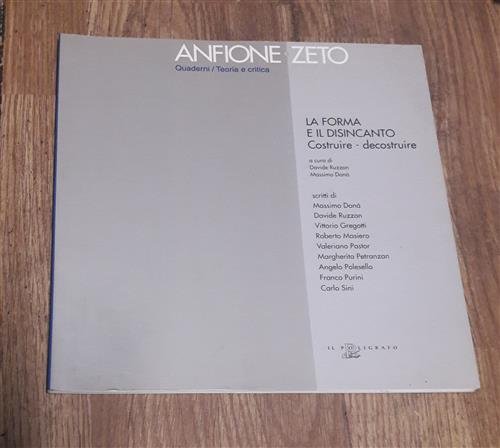 ANFIONE · ZETO
Quaderni / Teoria e critica
LA FORMA
E IL DISINCANTO
Costruire - decostruire
a cura di
Davide Ruzzon
Massimo Donà
scritti di
Massimo Donà
Davide Ruzzon
Vittorio Gregotti
Roberto Masiero
Valeriano Pastor
Margherita Petranzan
Angelo Polesello
Franco Purini
Carlo Sini
IL POLIGRAFO